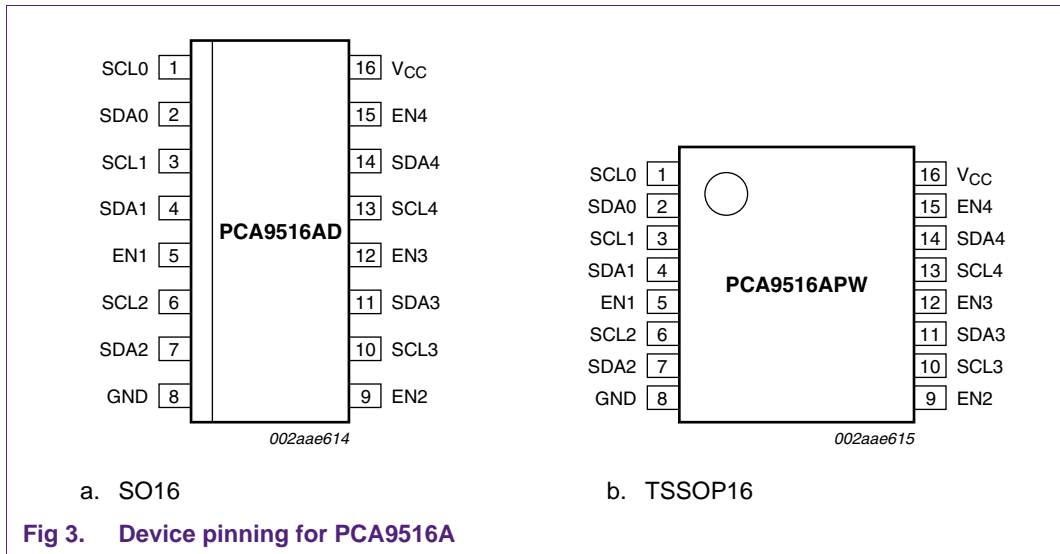 SCL0 1
SDA0 2
SCL1 3
SDA1 4
EN1 5
SCL2 6
SDA2 7
GND 8
PCA9516AD
16 VCC
15 EN4
14 SDA4
13 SCL4
12 EN3
11 SDA3
10 SCL3
9 EN2
002aae614
a. SO16
SCL0 1
SDA0 2
SCL1 3
SDA1 4
EN1 5
SCL2 6
SDA2 7
GND 8
PCA9516APW
16 VCC
15 EN4
14 SDA4
13 SCL4
12 EN3
11 SDA3
10 SCL3
9 EN2
002aae615
b. TSSOP16
Fig 3. Device pinning for PCA9516A